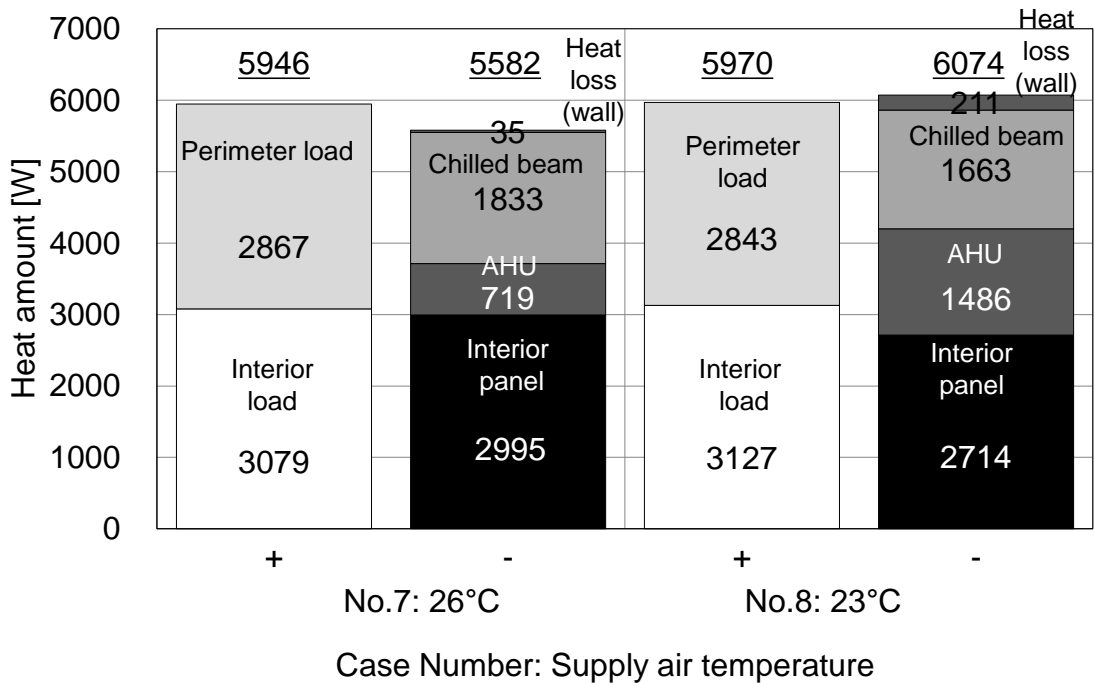 Heat amount [W]
7000
6000
5000
4000
3000
2000
1000
0
5946
Perimeter load
2867
Interior
load
3079
5582
Heat
loss
(wall)
35
Chilled beam
1833
AHU
719
Interior
panel
2995
5970
Perimeter
load
2843
Interior
load
3127
6074
Heat
loss
(wall)
211
Chilled beam
1663
AHU
1486
Interior
panel
2714
+ - + -
No.7: 26°C No.8: 23°C
Case Number: Supply air temperature